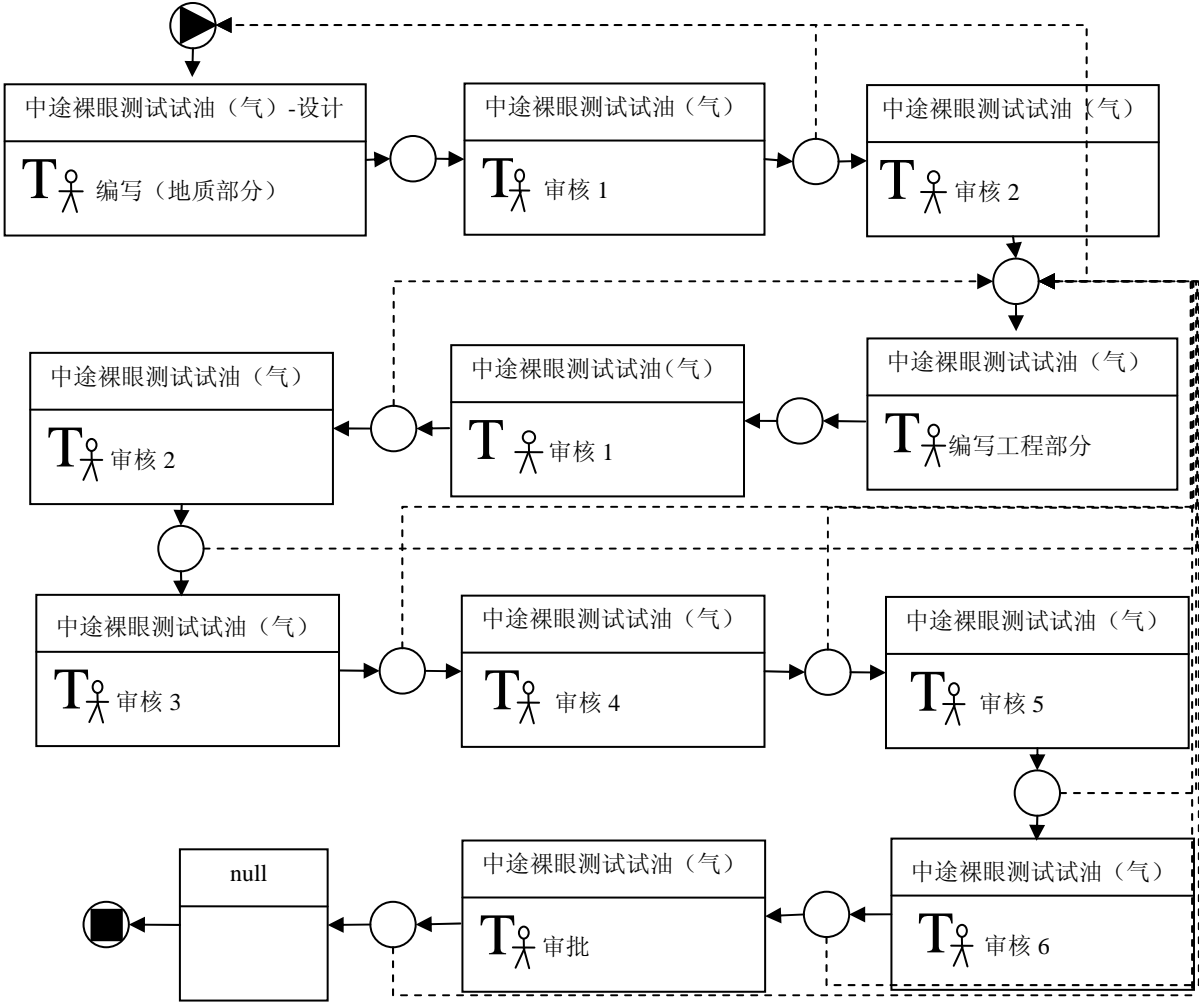 中途裸眼测试试油（气）-设计
T 编写（地质部分）
中途裸眼测试试油（气）
T 审核 1
中途裸眼测试试油（气）
T 审核 2
中途裸眼测试试油（气）
T 编写工程部分
中途裸眼测试试油（气）
T 审核 1
中途裸眼测试试油（气）
T 审核 2
中途裸眼测试试油（气）
T 审核 3
中途裸眼测试试油（气）
T 审核 4
中途裸眼测试试油（气）
T 审核 5
中途裸眼测试试油（气）
T 审核 6
中途裸眼测试试油（气）
T 审批
null